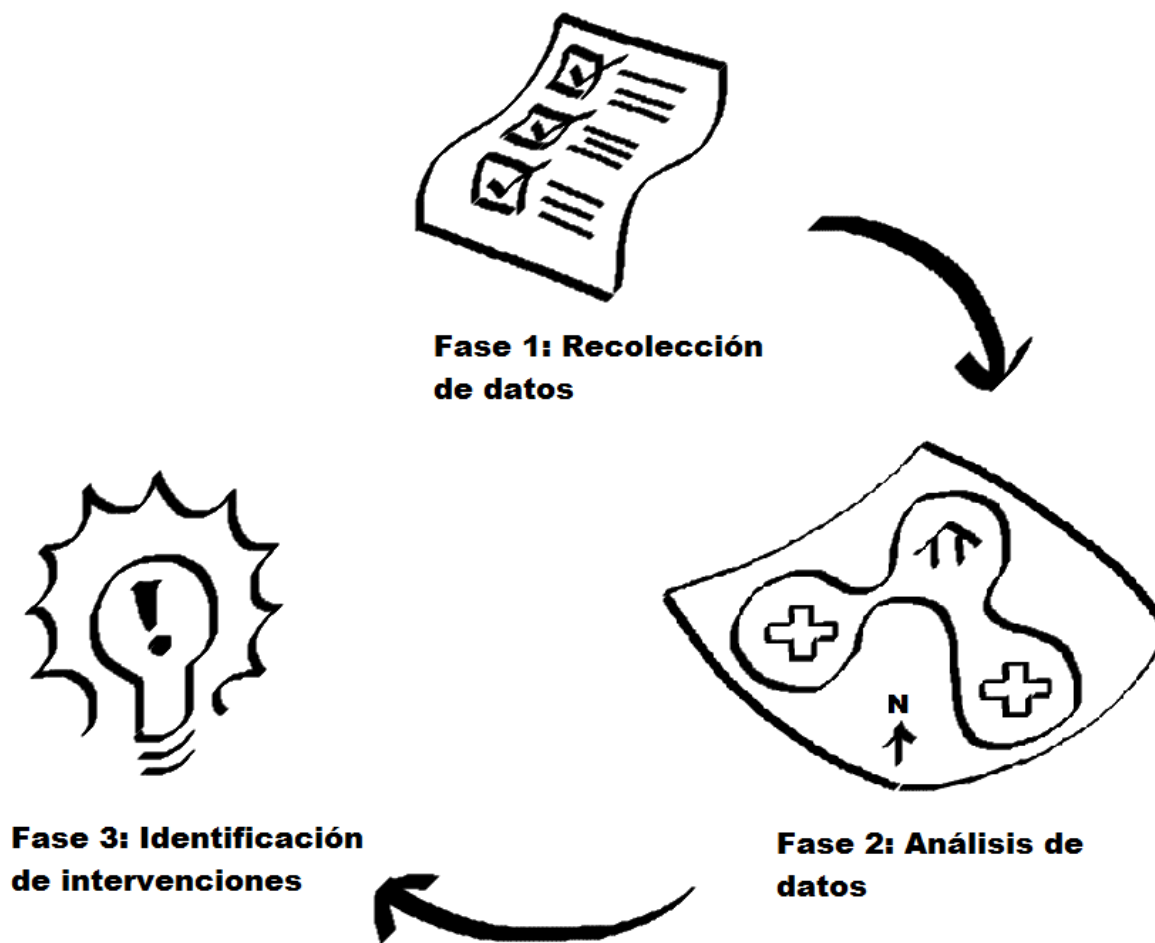 Fase 1: Recolección
de datos
N
Fase 3: Identificación
de intervenciones
Fase 2: Análisis de
datos